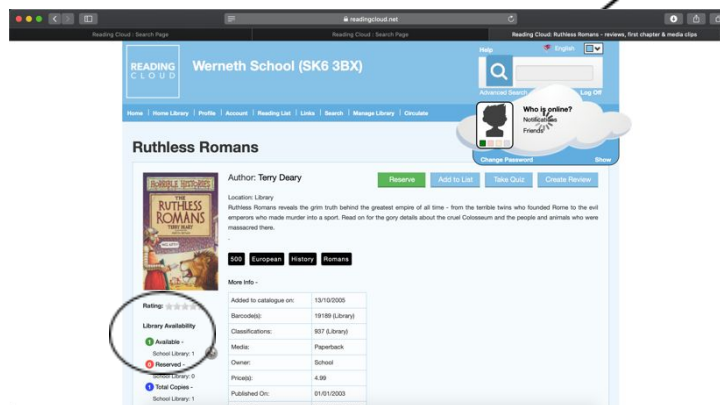 readingcloud.net
Reading Cloud : Search Page
Reading Cloud : Search Page
Reading Cloud: Ruthless Romans - reviews, first chapter & media clips
READING
CLOUD
Werneth School (SK6 3BX)
Help
English
Advanced Search
Log Off
Home | Home Library | Profile | Account | Reading List | Links | Search | Manage Library | Circulate
Who is online?
Notifications
Friends
Change Password
Show
Ruthless Romans
HORRIBLE HISTORIES
THE
RUTHLESS
ROMANS
TERRY DEARY
Author: Terry Deary
Reserve
Add to List
Take Quiz
Create Review
Location: Library
Ruthless Romans reveals the grim truth behind the greatest empire of all time - from the terrible twins who founded Rome to the evil
emperors who made murder into a sport. Read on for the gory details about the cruel Colosseum and the people and animals who were
massacred there.
.
500 European History Romans
More Info -
Added to catalogue on: 13/10/2005
Barcode(s): 19189 (Library)
Classifications: 937 (Library)
Media: Paperback
Owner: School
Price(s): 4.99
Published On: 01/01/2003
Rating:
Library Availability
1 Available -
School Library: 1
0 Reserved -
School Library: 0
1 Total Copies -
School Library: 1